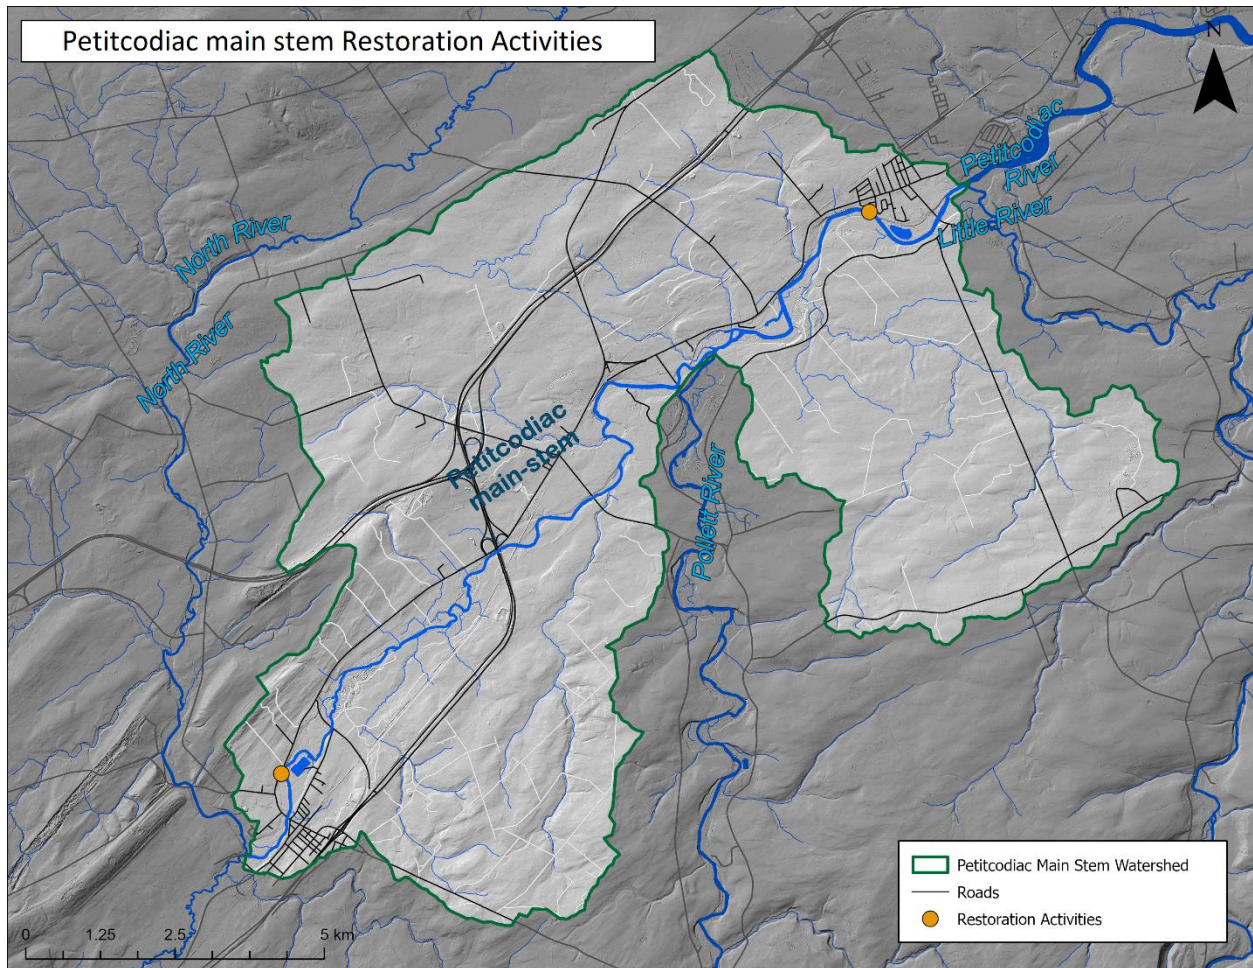 Petitcodiac main stem Restoration Activities
N
Petitcodiac
River
Little River
North River
North River
Petitcodiac
main-stem
Pollett River
Petitcodiac Main Stem Watershed
Roads
Restoration Activities
0 1.25 2.5 5 km